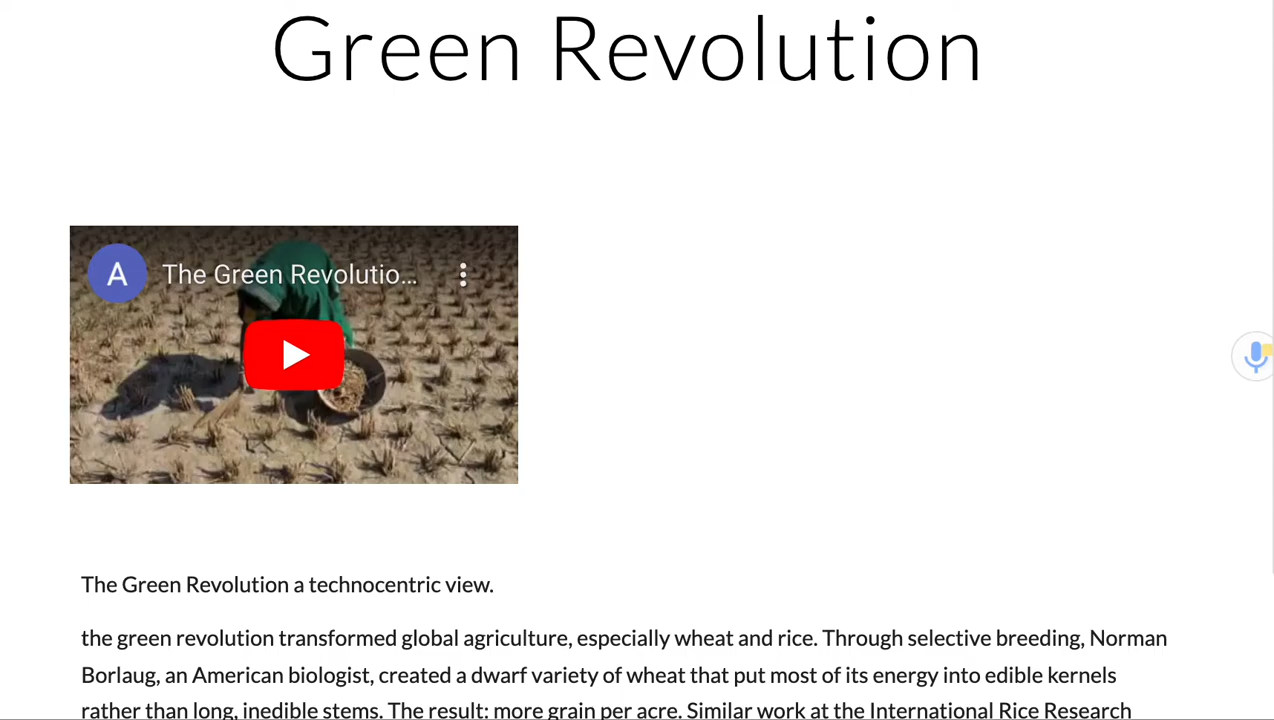 Green Revolution
A
The Green Revolutio...
The Green Revolution a technocentric view.
the green revolution transformed global agriculture, especially wheat and rice. Through selective breeding, Norman
Borlaug, an American biologist, created a dwarf variety of wheat that put most of its energy into edible kernels
rather than long, inedible stems. The result: more grain per acre. Similar work at the International Rice Research